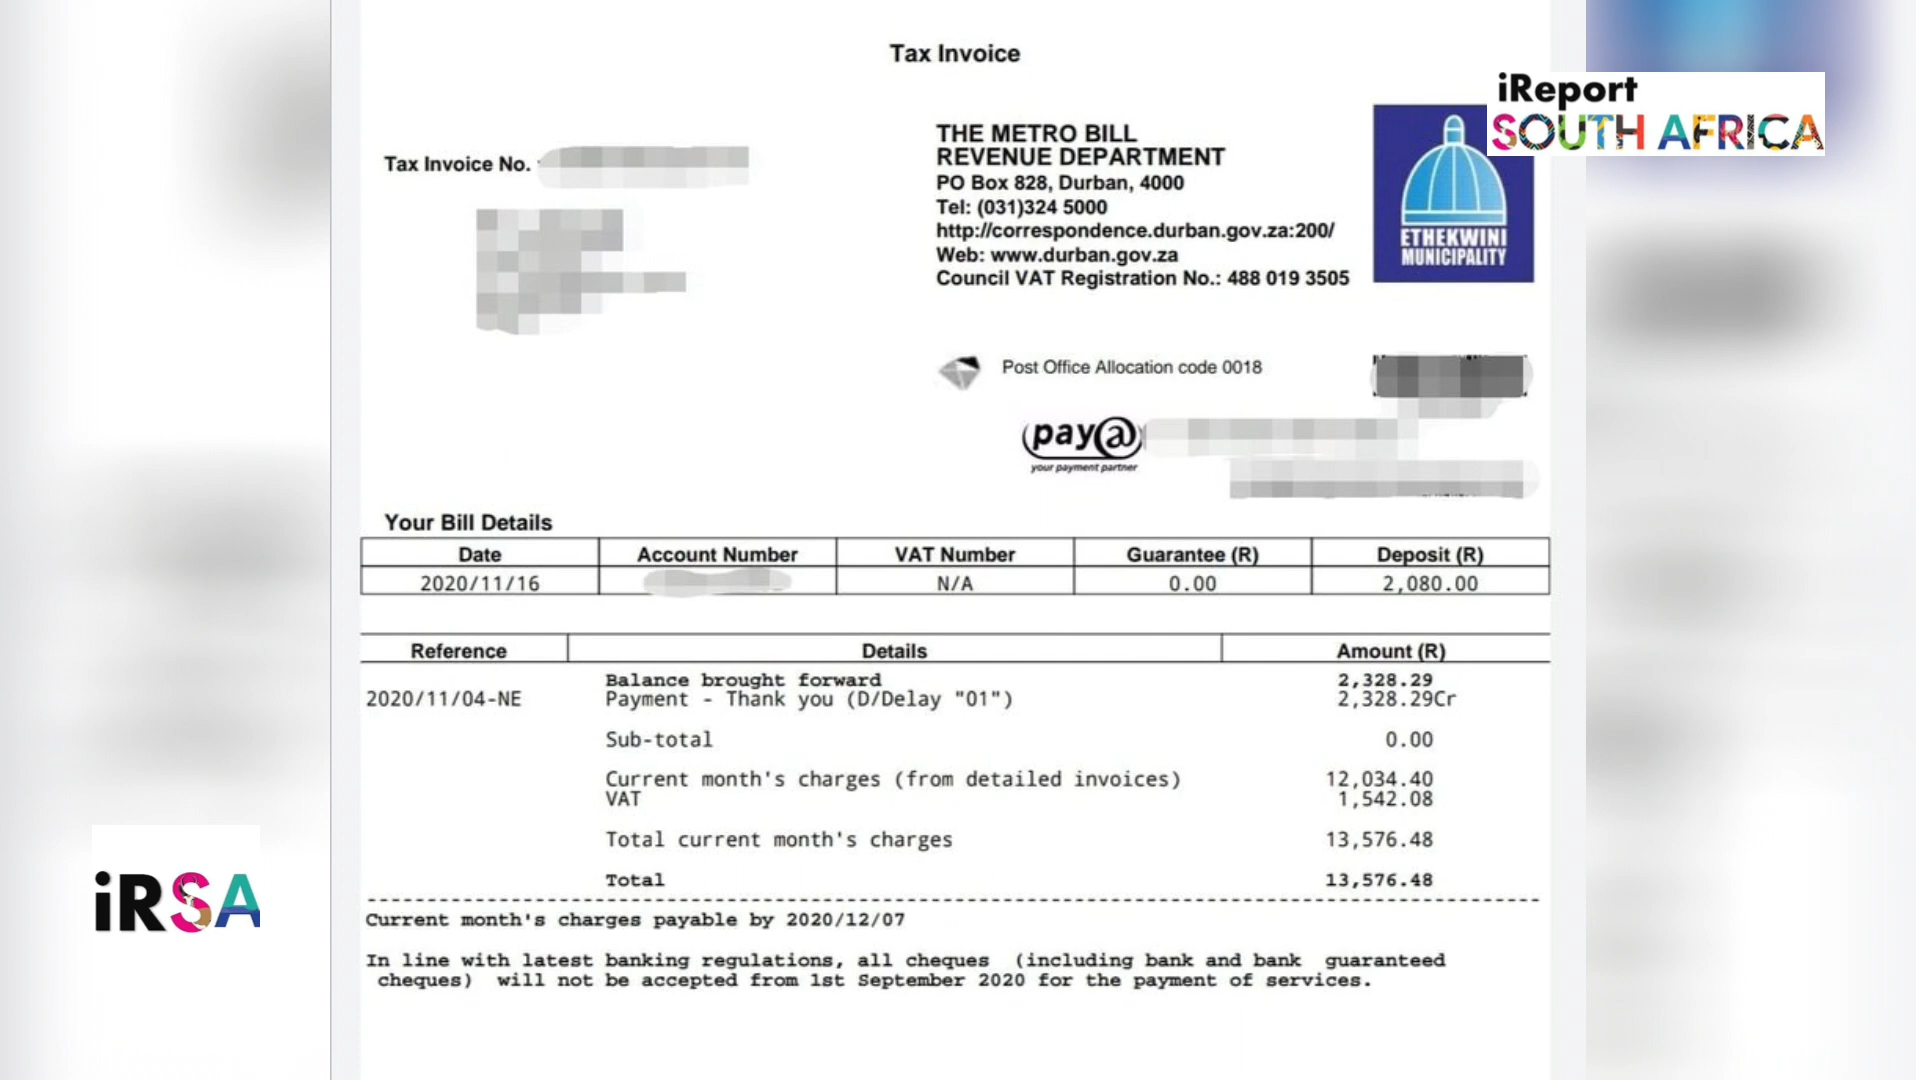 Tax Invoice
iReport
SOUTH AFRICA
Tax Invoice No.
THE METRO BILL
REVENUE DEPARTMENT
PO Box 828, Durban, 4000
Tel: (031)324 5000
http://correspondence.durban.gov.za:200/
Web: www.durban.gov.za
Council VAT Registration No.: 488 019 3505
ETHEKWINI
MUNICIPALITY
Post Office Allocation code 0018
pay@
your payment partner
Your Bill Details
Date Account Number VAT Number Guarantee (R) Deposit (R)
2020/11/16 N/A 0.00 2,080.00
Reference Details Amount (R)
Balance brought forward 2,328.29
2020/11/04-NE Payment - Thank you (D/Delay "01") 2,328.29Cr
Sub-total 0.00
Current month's charges (from detailed invoices) 12,034.40
VAT 1,542.08
Total current month's charges 13,576.48
Total 13,576.48
Current month's charges payable by 2020/12/07
In line with latest banking regulations, all cheques (including bank and bank guaranteed
cheques) will not be accepted from 1st September 2020 for the payment of services.
iRSA